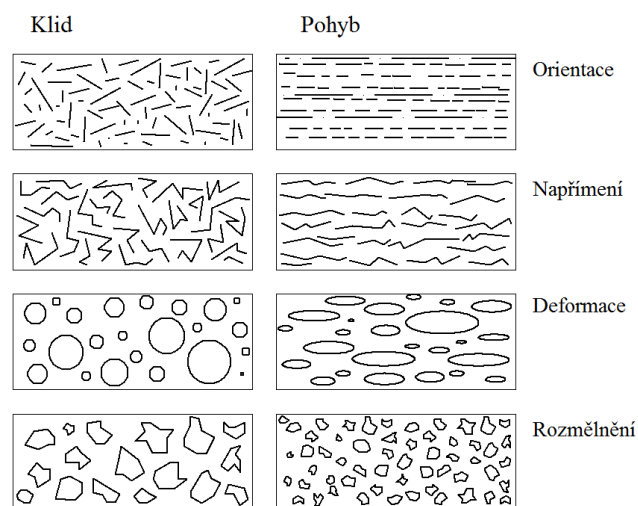 Klid
Pohyb
Orientace
Napřímení
Deformace
Rozmělnění